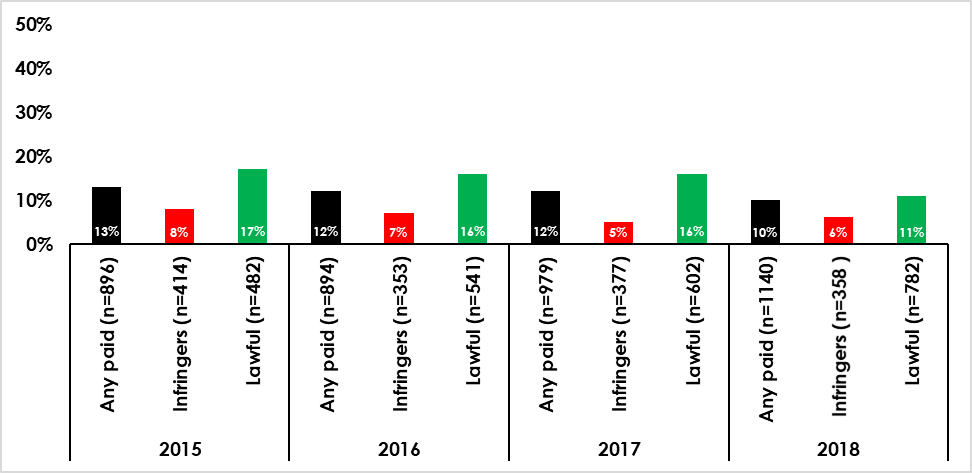 50%
40%
30%
20%
10%
0%
13%
8%
17%
12%
7%
16%
12%
5%
16%
10%
6%
11%
Any paid (n=896)
Infringers (n=414)
Lawful (n=482)
Any paid (n=894)
Infringers (n=353)
Lawful (n=541)
Any paid (n=979)
Infringers (n=377)
Lawful (n=602)
Any paid (n=1140)
Infringers (n=358 )
Lawful (n=782)
2015
2016
2017
2018